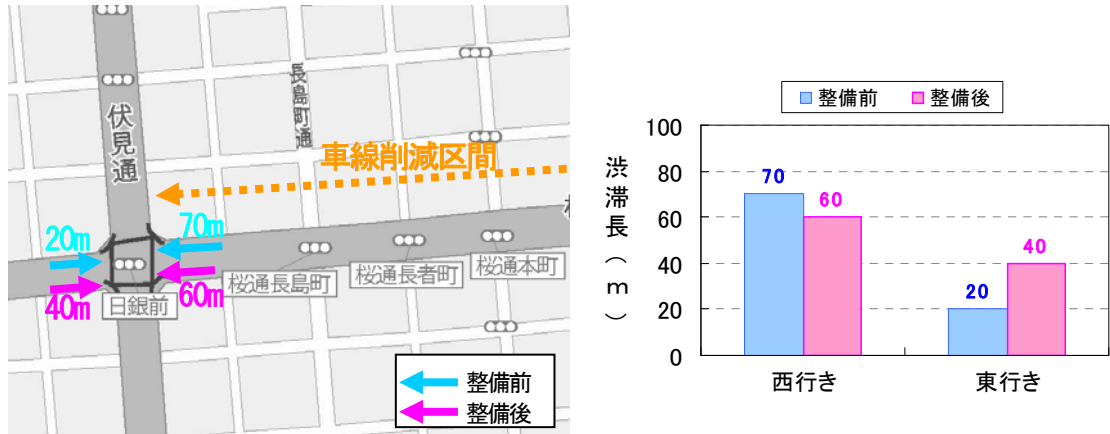 伏見通
長島町通
車線削減区間
20m
70m
40m
60m
日銀前
桜通長島町
桜通長者町
桜通本町
整備前
整備後
整備前
整備後
渋滞長(m)
100
80
60
40
20
0
70
60
20
40
西行き
東行き